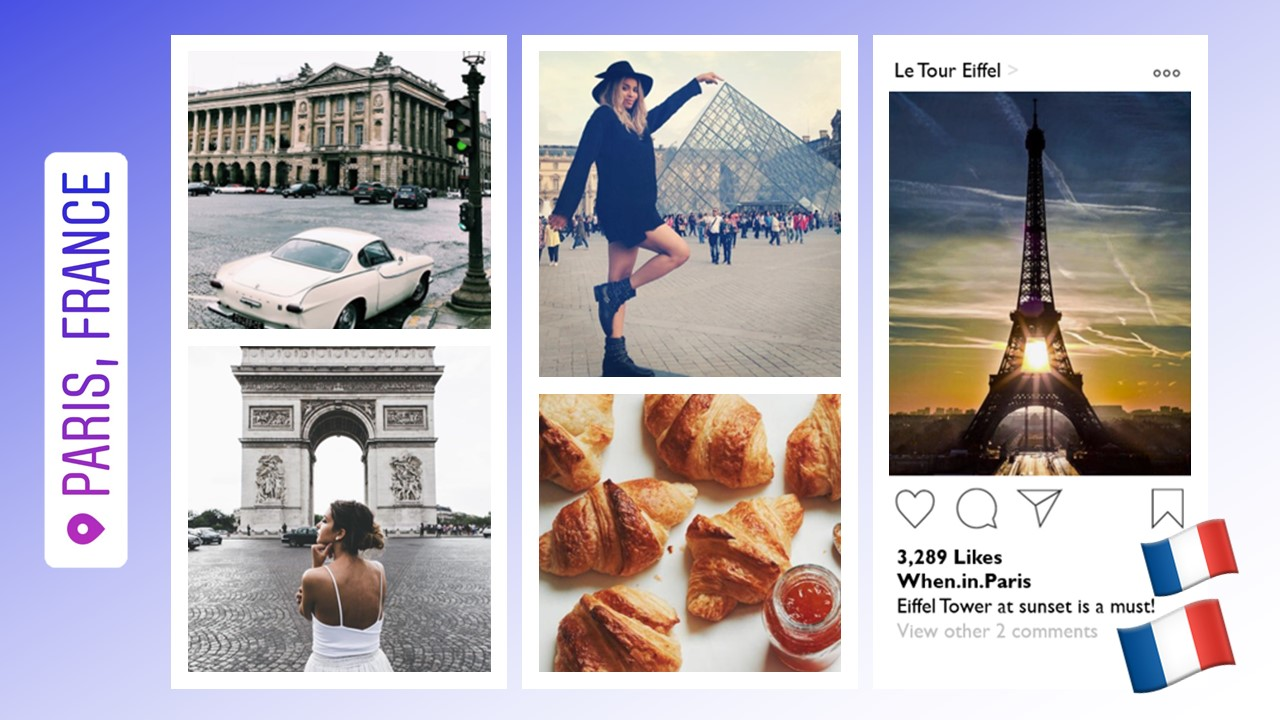 PARIS, FRANCE
Le Tour Eiffel >
3,289 Likes
When.in.Paris
Eiffel Tower at sunset is a must!
View other 2 comments